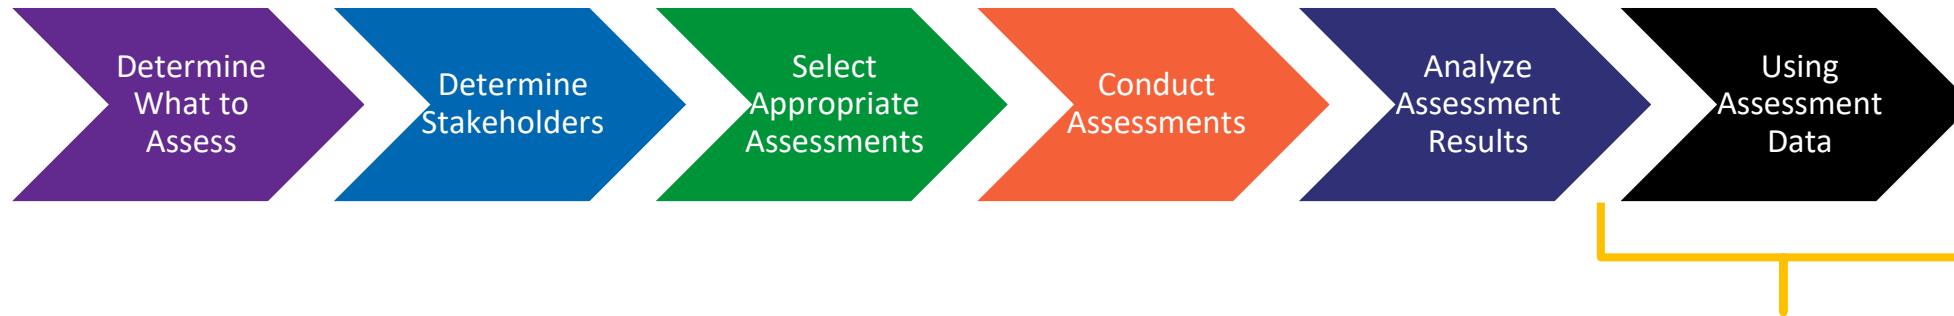 Determine
What to
Assess
Determine
Stakeholders
Select
Appropriate
Assessments
Conduct
Assessments
Analyze
Assessment
Results
Using
Assessment
Data